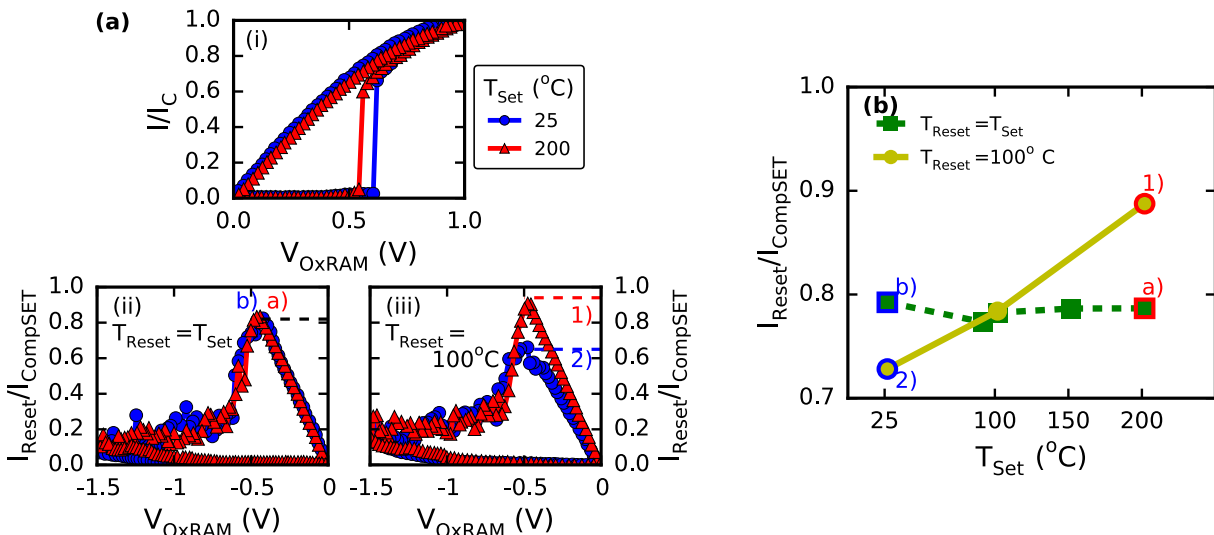 (a)
(i)
1.0
0.8
0.6
0.4
0.2
0.0
I/I_C
0.0
0.5
1.0
V_OxRAM (V)
T_Set (°C)
25
200
(ii)
b)
a)
T_Reset =T_Set
1.0
0.8
0.6
0.4
0.2
0.0
I_Reset/I_CompSET
-1.5
-1
-0.5
0
V_OxRAM (V)
(iii)
T_Reset =
100°C
1)
2)
1.0
0.8
0.6
0.4
0.2
0.0
I_Reset/I_CompSET
-1.5
-1
-0.5
0
V_OxRAM (V)
(b)
T_Reset =T_Set
T_Reset =100° C
1)
b)
a)
2)
1.0
0.9
0.8
0.7
I_Reset/I_CompSET
25
100
150
200
T_Set (°C)